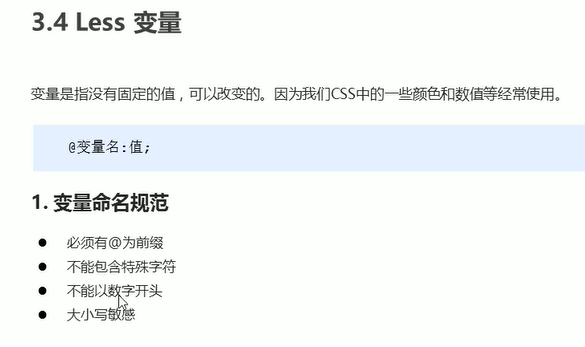 3.4 Less 变量
变量是指没有固定的值，可以改变的。因为我们CSS中的一些颜色和数值等经常使用。
@变量名:值;
1. 变量命名规范
● 必须有@为前缀
● 不能包含特殊字符
● 不能以数字开头
● 大小写敏感